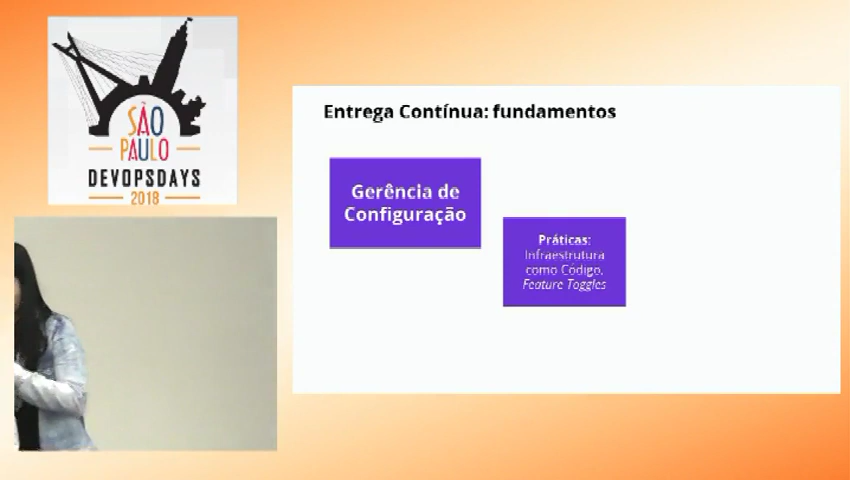 SÃO
PAULO
DEVOPSDAYS
2018
Entrega Contínua: fundamentos
Gerência de
Configuração
Práticas:
Infraestrutura
como Código,
Feature Toggles